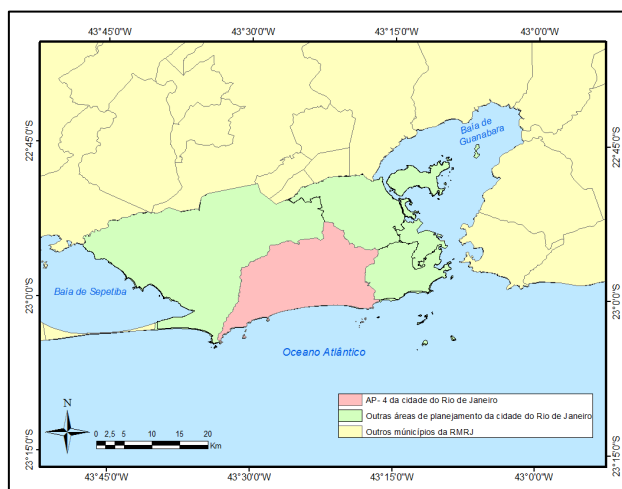 43°45'0"W 43°30'0"W 43°15'0"W 43°0'0"W
22°45'0"S
22°45'0"S
Baía de
Guanabara
Baía de Sepetiba
23°0'0"S
23°0'0"S
Oceano Atlântico
N
AP- 4 da cidade do Rio de Janeiro
Outras áreas de planejamento da cidade do Rio de Janeiro
Outros múnicipios da RMRJ
0 2,5 5 10 15 20
Km
23°15'0"S
23°15'0"S
43°45'0"W 43°30'0"W 43°15'0"W 43°0'0"W